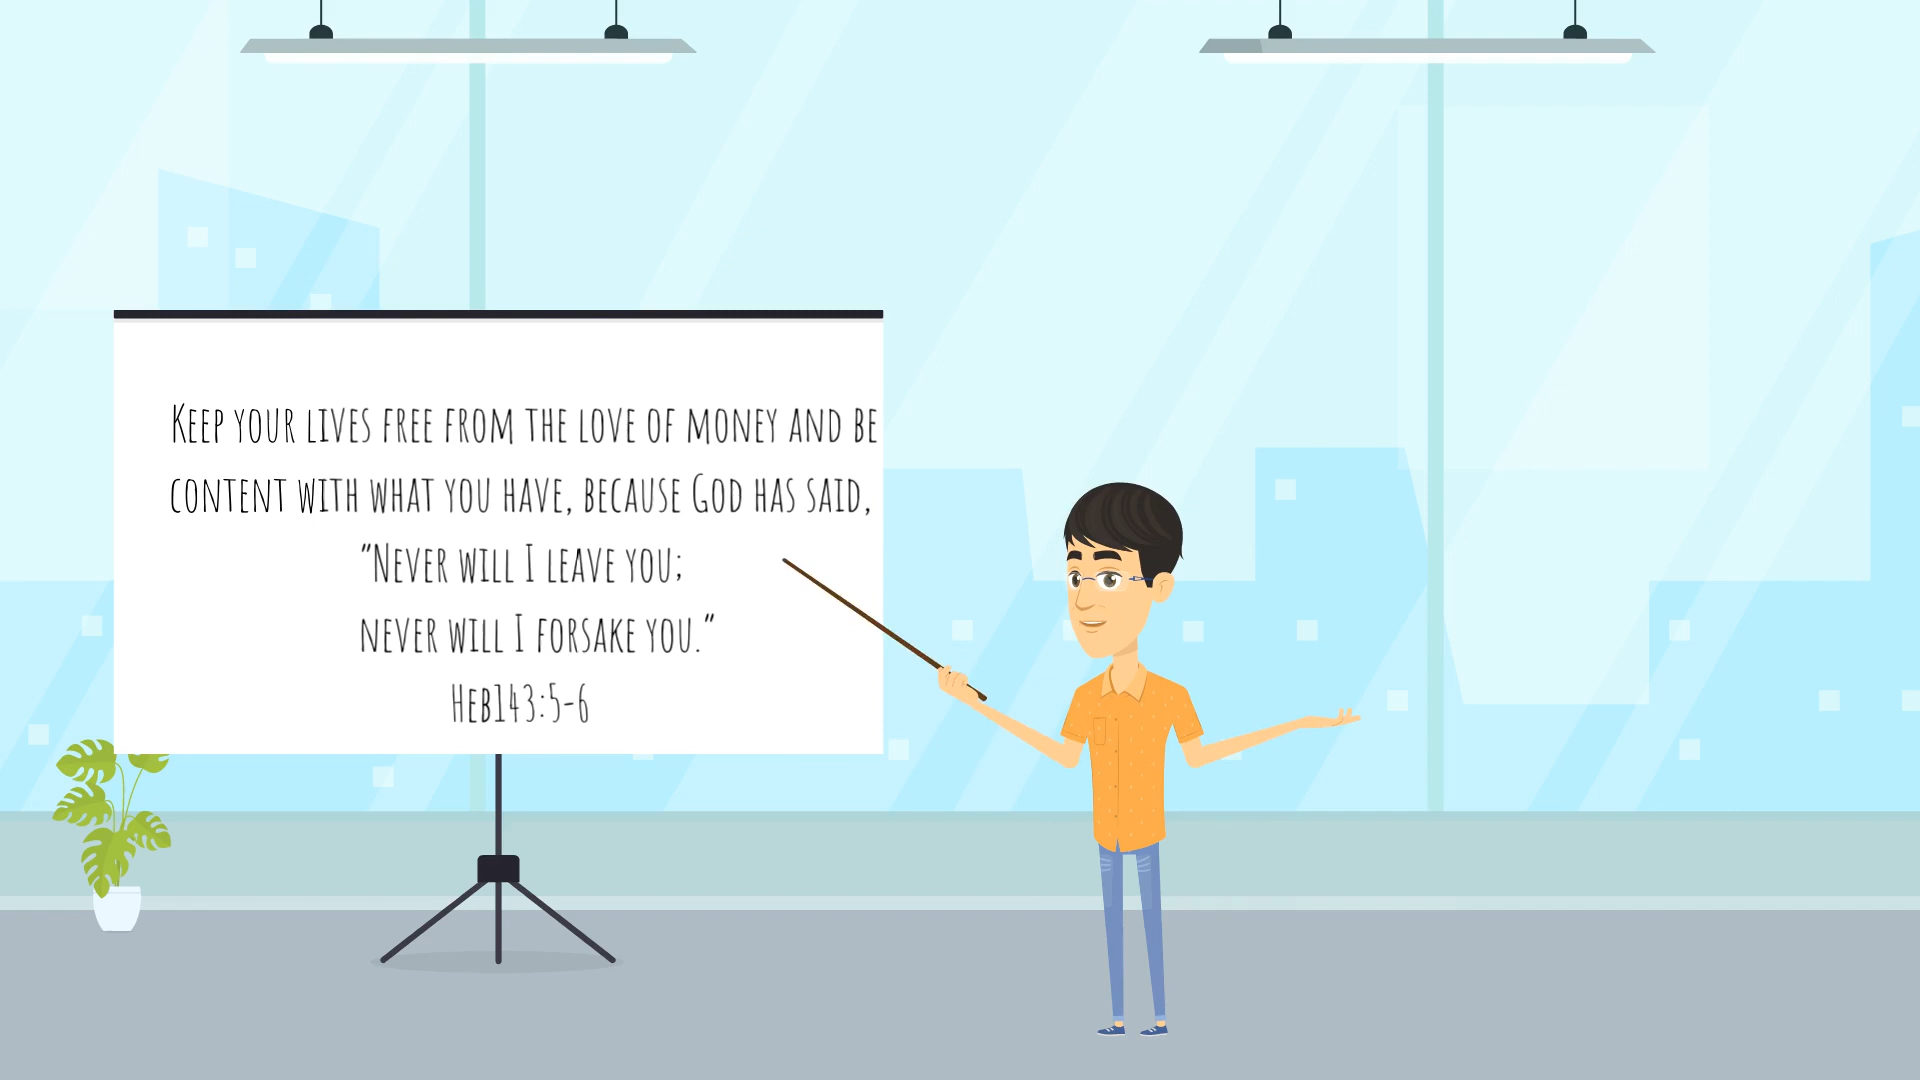 Keep your lives free from the love of money and be
content with what you have, because God has said,
"Never will I leave you;
never will I forsake you."
Heb143:5-6